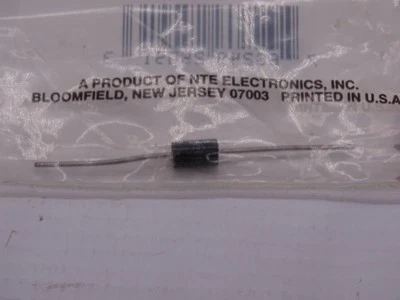 A PRODUCT OF NTE ELECTRONICS, INC.
BLOOMFIELD, NEW JERSEY 07003 PRINTED IN U.S.A